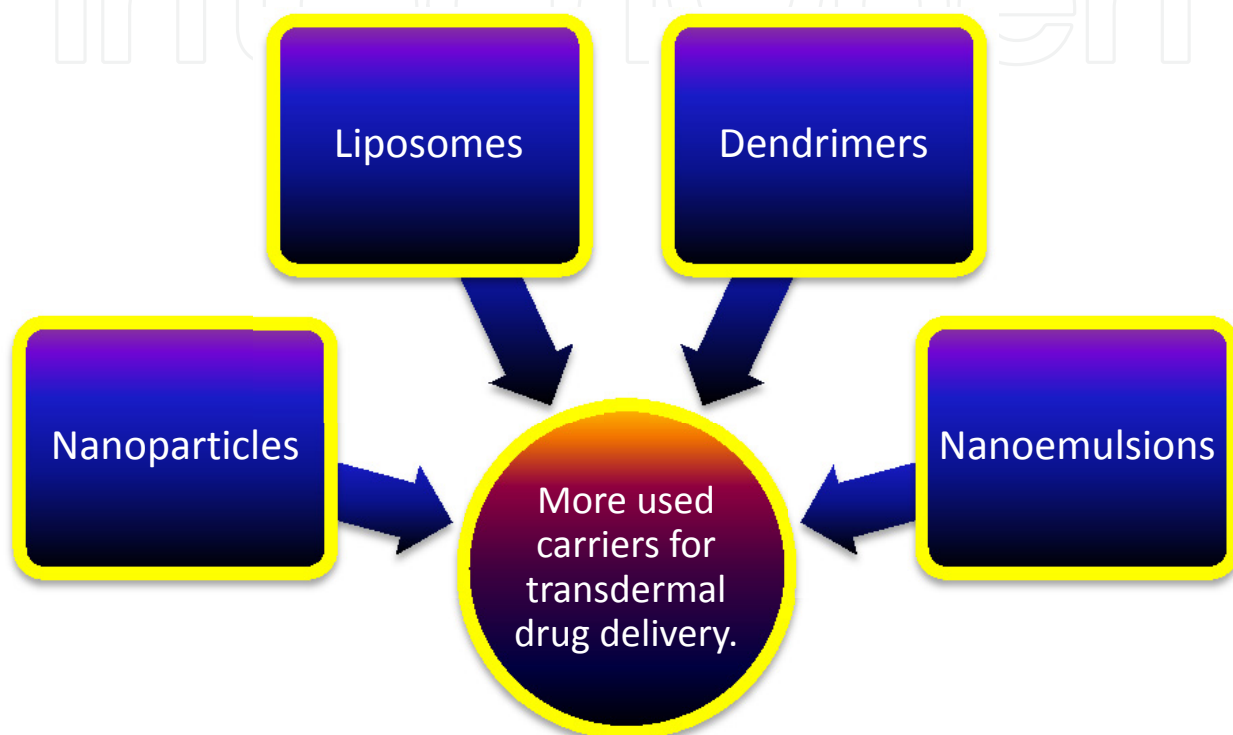 Liposomes
Dendrimers
Nanoparticles
Nanoemulsions
More used
carriers for
transdermal
drug delivery.